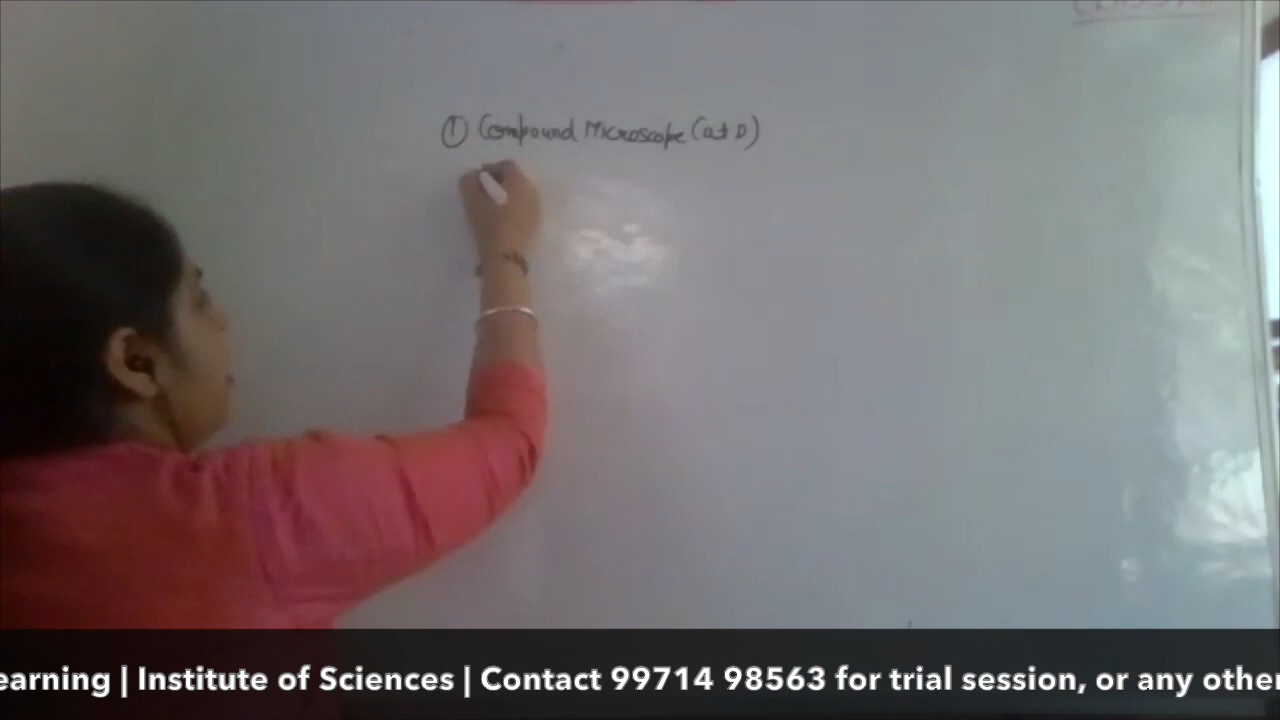 ① Compound Microscope (at D)
earning | Institute of Sciences | Contact 99714 98563 for trial session, or any other